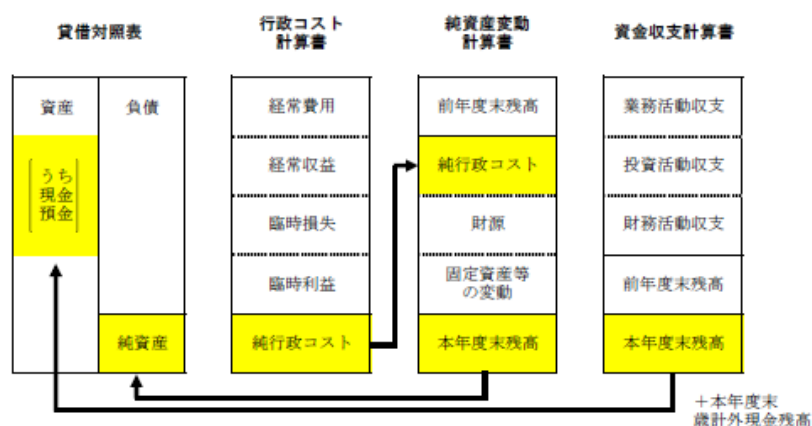 貸借対照表
行政コスト
計算書
純資産変動
計算書
資金収支計算書
資産
負債
うち
現金
預金
純資産
経常費用
経常収益
臨時損失
臨時利益
純行政コスト
前年度末残高
純行政コスト
財源
固定資産等
の変動
本年度末残高
業務活動収支
投資活動収支
財務活動収支
前年度末残高
本年度末残高
＋本年度末
歳計外現金残高